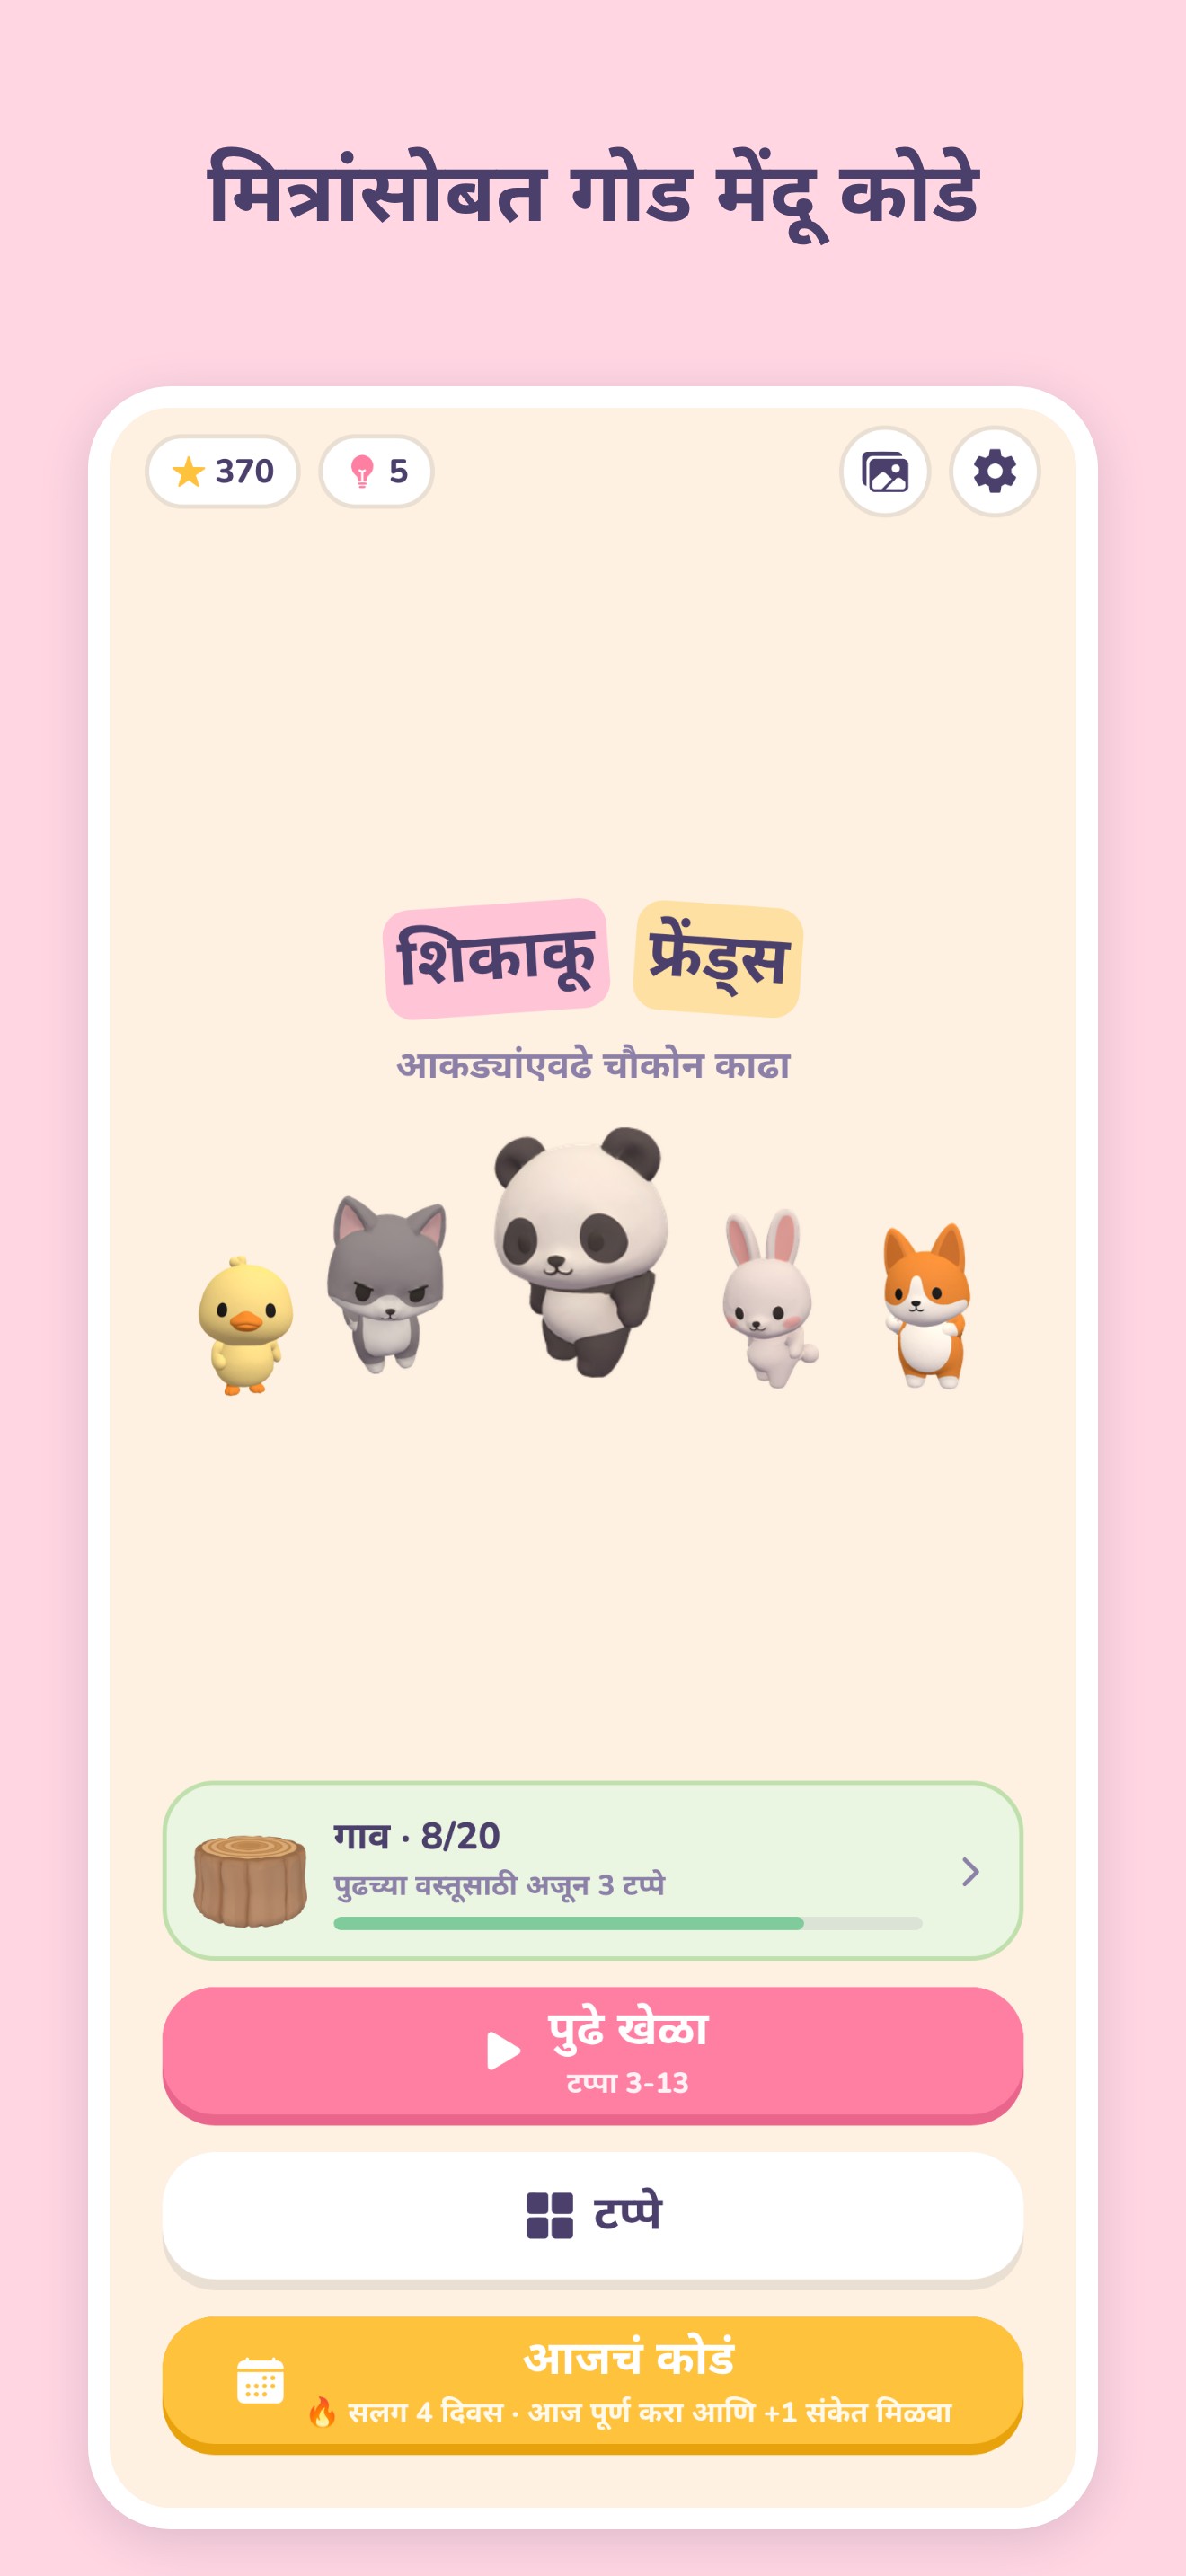 मित्रांसोबत गोड मेंदू कोडे
370
5
शिकाकू फ्रेंड्स
आकड्यांएवढे चौकोन काढा
गाव · 8/20
पुढच्या वस्तूसाठी अजून 3 टप्पे
पुढे खेळा
टप्पा 3-13
टप्पे
आजचं कोडं
🔥 सलग 4 दिवस · आज पूर्ण करा आणि +1 संकेत मिळवा